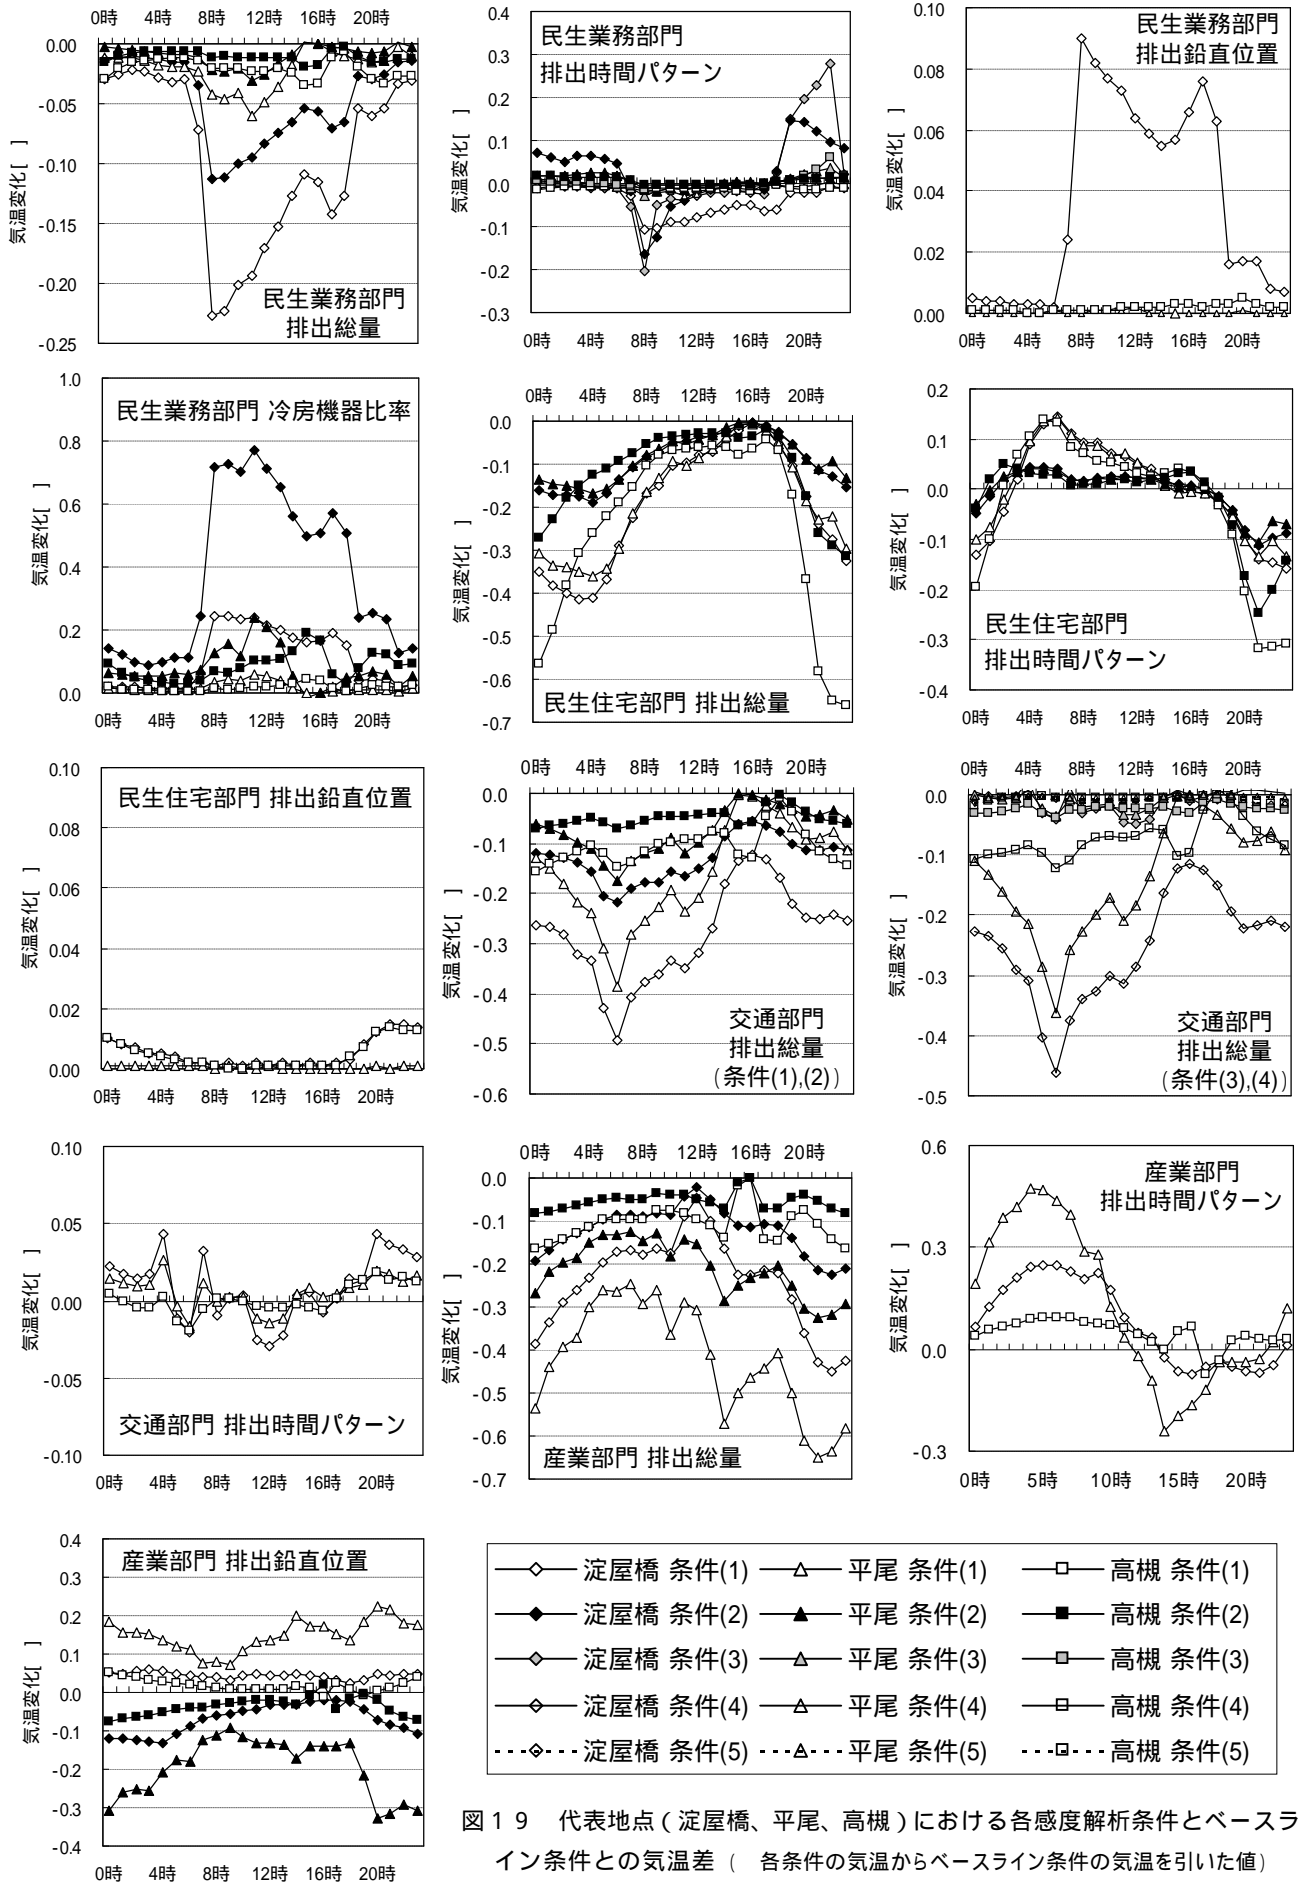 0時 4時 8時 12時 16時 20時
0.00
-0.05
-0.10
-0.15
-0.20
-0.25
気温変化[　]
民生業務部門
排出総量
0.4
0.3
0.2
0.1
0.0
-0.1
-0.2
-0.3
気温変化[　]
民生業務部門
排出時間パターン
0時 4時 8時 12時 16時 20時
0.10
0.08
0.06
0.04
0.02
0.00
気温変化[　]
民生業務部門
排出鉛直位置
0時 4時 8時 12時 16時 20時
1.0
0.8
0.6
0.4
0.2
0.0
気温変化[　]
民生業務部門 冷房機器比率
0時 4時 8時 12時 16時 20時
0時 4時 8時 12時 16時 20時
0.0
-0.1
-0.2
-0.3
-0.4
-0.5
-0.6
-0.7
気温変化[　]
民生住宅部門 排出総量
0.2
0.1
0.0
-0.1
-0.2
-0.3
-0.4
気温変化[　]
民生住宅部門
排出時間パターン
0時 4時 8時 12時 16時 20時
0.10
0.08
0.06
0.04
0.02
0.00
気温変化[　]
民生住宅部門 排出鉛直位置
0時 4時 8時 12時 16時 20時
0時 4時 8時 12時 16時 20時
0.0
-0.1
-0.2
-0.3
-0.4
-0.5
-0.6
気温変化[　]
交通部門
排出総量
(条件(1),(2))
0時 4時 8時 12時 16時 20時
0.0
-0.1
-0.2
-0.3
-0.4
-0.5
気温変化[　]
交通部門
排出総量
(条件(3),(4))
0.10
0.05
0.00
-0.05
-0.10
気温変化[　]
交通部門 排出時間パターン
0時 4時 8時 12時 16時 20時
0時 4時 8時 12時 16時 20時
0.0
-0.1
-0.2
-0.3
-0.4
-0.5
-0.6
-0.7
気温変化[　]
産業部門 排出総量
0.6
0.3
0.0
-0.3
気温変化[　]
産業部門
排出時間パターン
0時 5時 10時 15時 20時
0.4
0.3
0.2
0.1
0.0
-0.1
-0.2
-0.3
-0.4
気温変化[　]
産業部門 排出鉛直位置
0時 4時 8時 12時 16時 20時
淀屋橋 条件(1) 平尾 条件(1) 高槻 条件(1)
淀屋橋 条件(2) 平尾 条件(2) 高槻 条件(2)
淀屋橋 条件(3) 平尾 条件(3) 高槻 条件(3)
淀屋橋 条件(4) 平尾 条件(4) 高槻 条件(4)
淀屋橋 条件(5) 平尾 条件(5) 高槻 条件(5)
図１９　代表地点(淀屋橋、平尾、高槻)における各感度解析条件とベースラ
イン条件との気温差(　各条件の気温からベースライン条件の気温を引いた値)